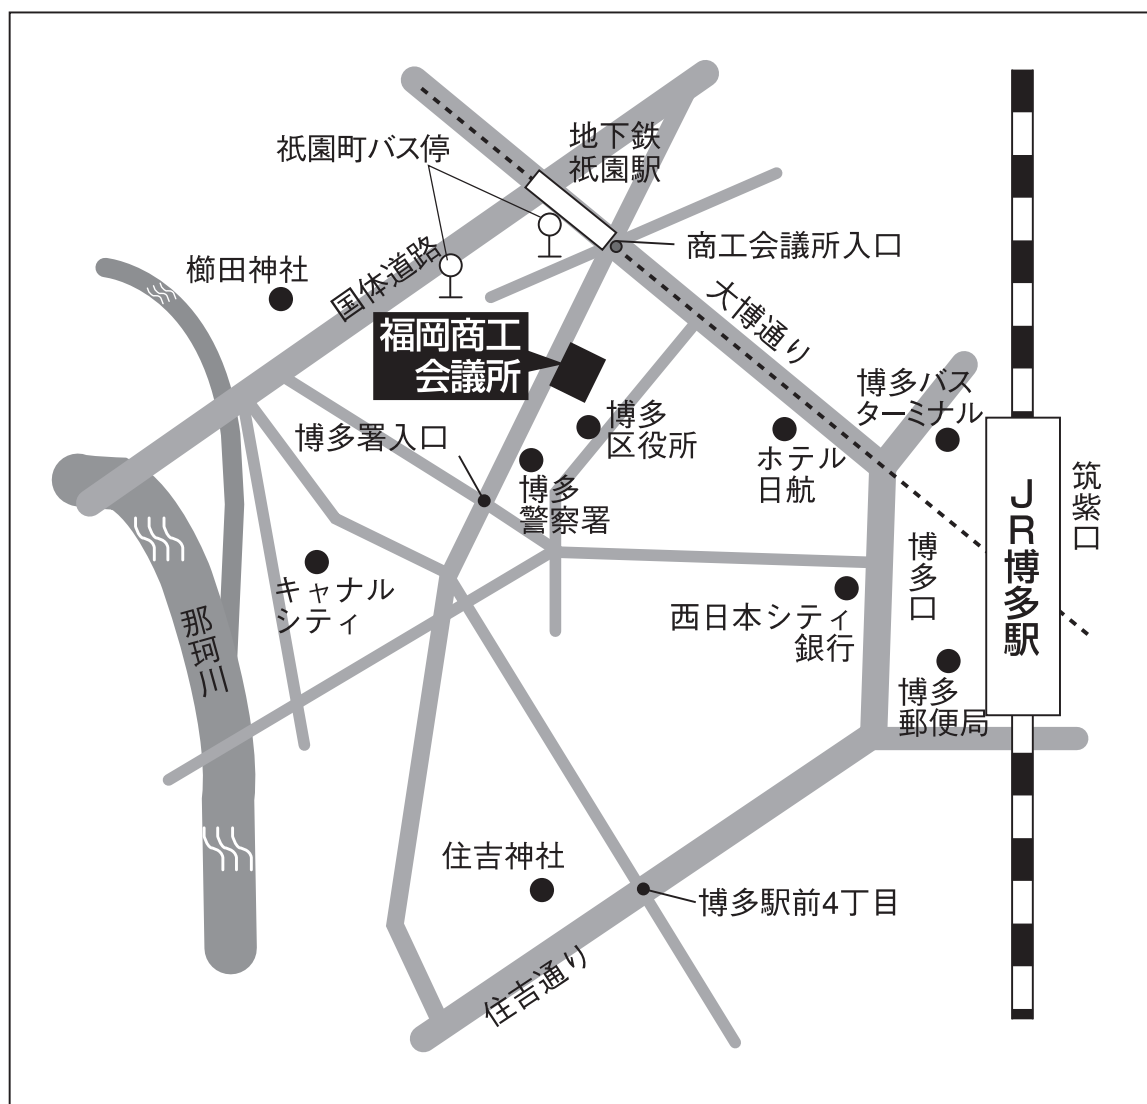 地下鉄
祇園駅
祇園町バス停
商工会議所入口
櫛田神社
国体道路
大博通り
福岡商工
会議所
博多バス
ターミナル
博多署入口
博多
区役所
ホテル
日航
博多
警察署
JR博多駅
筑紫口
博多口
キャナル
シティ
西日本シティ
銀行
那珂川
博多
郵便局
住吉神社
博多駅前4丁目
住吉通り